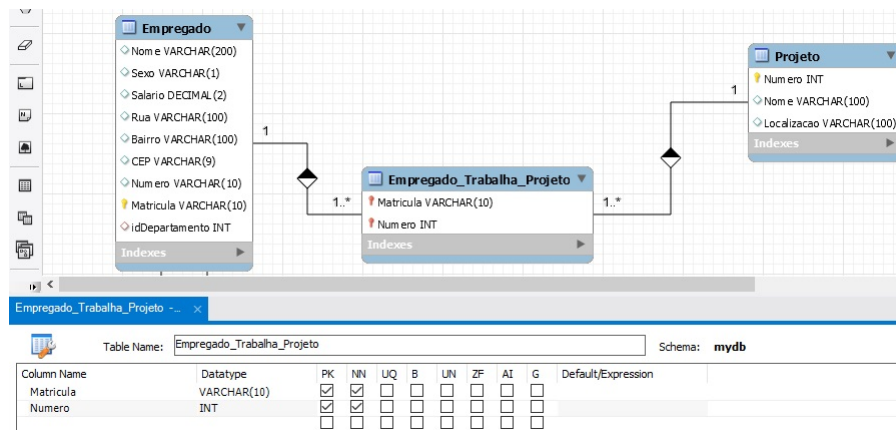 Empregado
Nome VARCHAR(200)
Sexo VARCHAR(1)
Salario DECIMAL(2)
Rua VARCHAR(100)
Bairro VARCHAR(100)
CEP VARCHAR(9)
Numero VARCHAR(10)
Matricula VARCHAR(10)
idDepartamento INT
Indexes
1
1..*
Empregado_Trabalha_Projeto
Matricula VARCHAR(10)
Numero INT
Indexes
1..*
1
Projeto
Numero INT
Nome VARCHAR(100)
Localizacao VARCHAR(100)
Indexes
Empregado_Trabalha_Projeto -...
Table Name: Empregado_Trabalha_Projeto Schema: mydb
Column Name Datatype PK NN UQ B UN ZF AI G Default/Expression
Matricula VARCHAR(10)
Numero INT